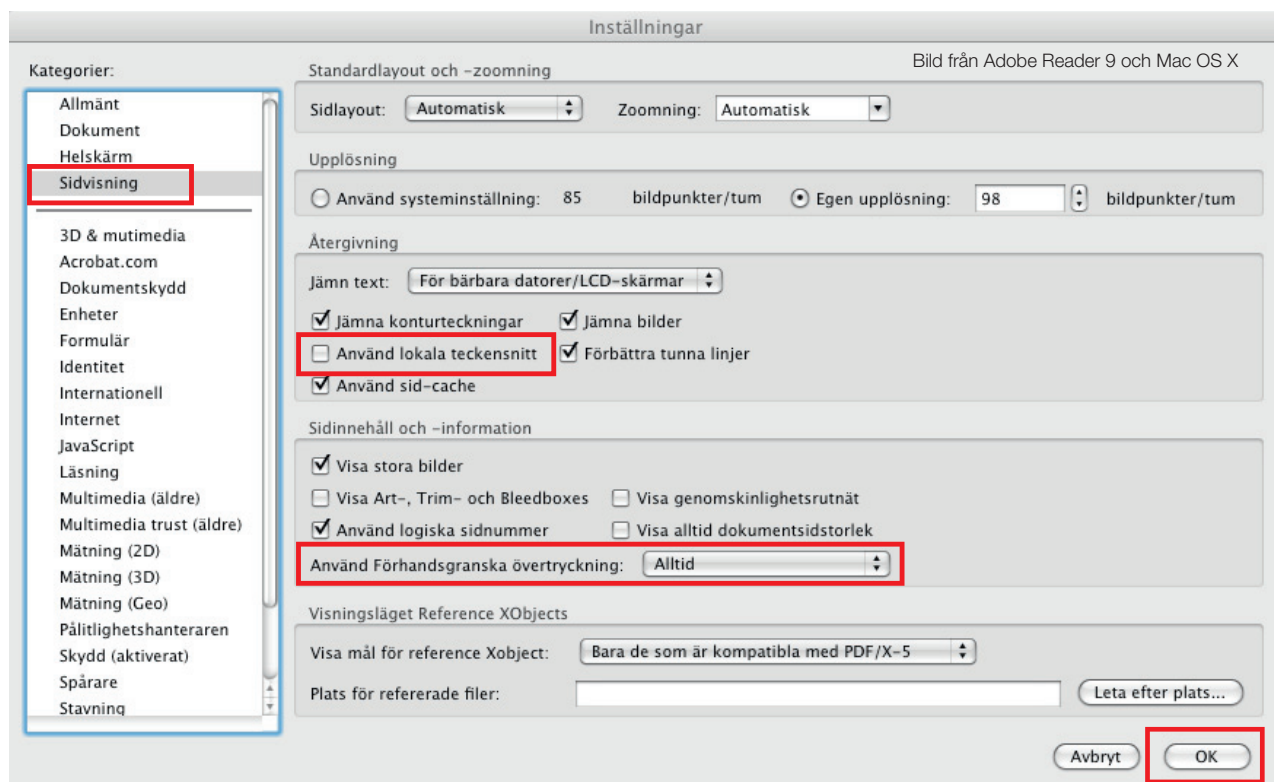 Inställningar
Bild från Adobe Reader 9 och Mac OS X
Kategorier:
Allmänt
Dokument
Helskärm
Sidvisning
3D & mutimedia
Acrobat.com
Dokumentskydd
Enheter
Formulär
Identitet
Internationell
Internet
JavaScript
Läsning
Multimedia (äldre)
Multimedia trust (äldre)
Mätning (2D)
Mätning (3D)
Mätning (Geo)
Pålitlighetshanteraren
Skydd (aktiverat)
Spårare
Stavning
Standardlayout och -zoomning
Sidlayout: Automatisk Zoomning: Automatisk
Upplösning
Använd systeminställning: 85 bildpunkter/tum Egen upplösning: 98 bildpunkter/tum
Återgivning
Jämn text: För bärbara datorer/LCD-skärmar
Jämna konturteckningar Jämna bilder
Använd lokala teckensnitt Förbättra tunna linjer
Använd sid-cache
Sidinnehåll och -information
Visa stora bilder
Visa Art-, Trim- och Bleedboxes Visa genomskinlighetsrutnät
Använd logiska sidnummer Visa alltid dokumentsidstorlek
Använd Förhandsgranska övertryckning: Alltid
Visningsläget Reference XObjects
Visa mål för reference Xobject: Bara de som är kompatibla med PDF/X-5
Plats för refererade filer: Leta efter plats...
Avbryt OK